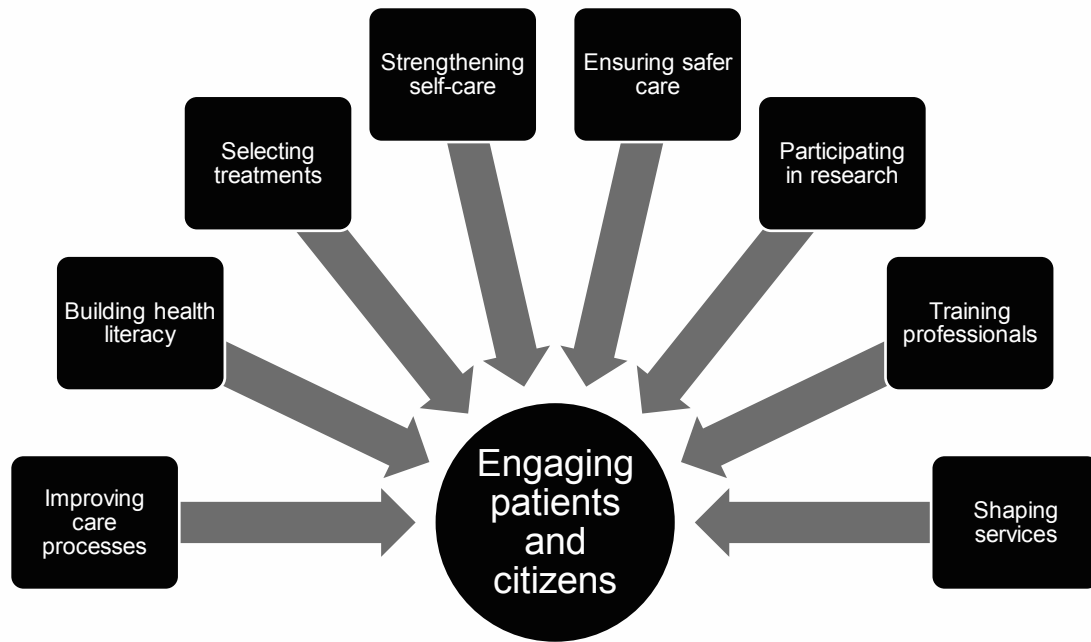 Strengthening
self-care
Ensuring safer
care
Selecting
treatments
Participating
in research
Building health
literacy
Training
professionals
Improving
care
processes
Engaging
patients
and
citizens
Shaping
services